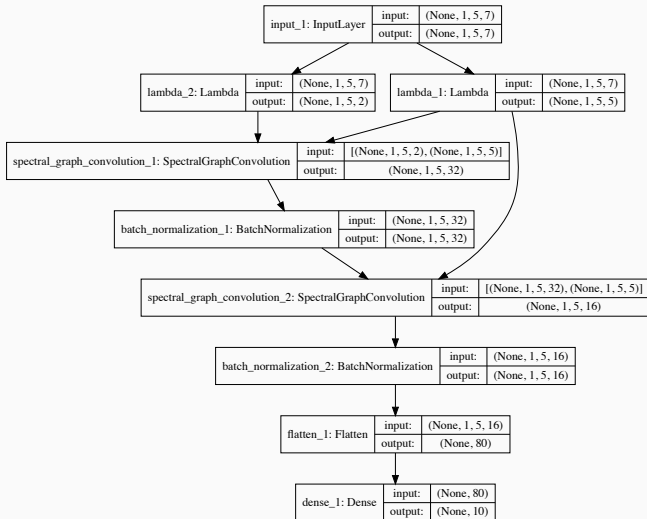 input_1: InputLayer
input: (None, 1, 5, 7)
output: (None, 1, 5, 7)
lambda_2: Lambda
input: (None, 1, 5, 7)
output: (None, 1, 5, 2)
lambda_1: Lambda
input: (None, 1, 5, 7)
output: (None, 1, 5, 5)
spectral_graph_convolution_1: SpectralGraphConvolution
input: [(None, 1, 5, 2), (None, 1, 5, 5)]
output: (None, 1, 5, 32)
batch_normalization_1: BatchNormalization
input: (None, 1, 5, 32)
output: (None, 1, 5, 32)
spectral_graph_convolution_2: SpectralGraphConvolution
input: [(None, 1, 5, 32), (None, 1, 5, 5)]
output: (None, 1, 5, 16)
batch_normalization_2: BatchNormalization
input: (None, 1, 5, 16)
output: (None, 1, 5, 16)
flatten_1: Flatten
input: (None, 1, 5, 16)
output: (None, 80)
dense_1: Dense
input: (None, 80)
output: (None, 10)